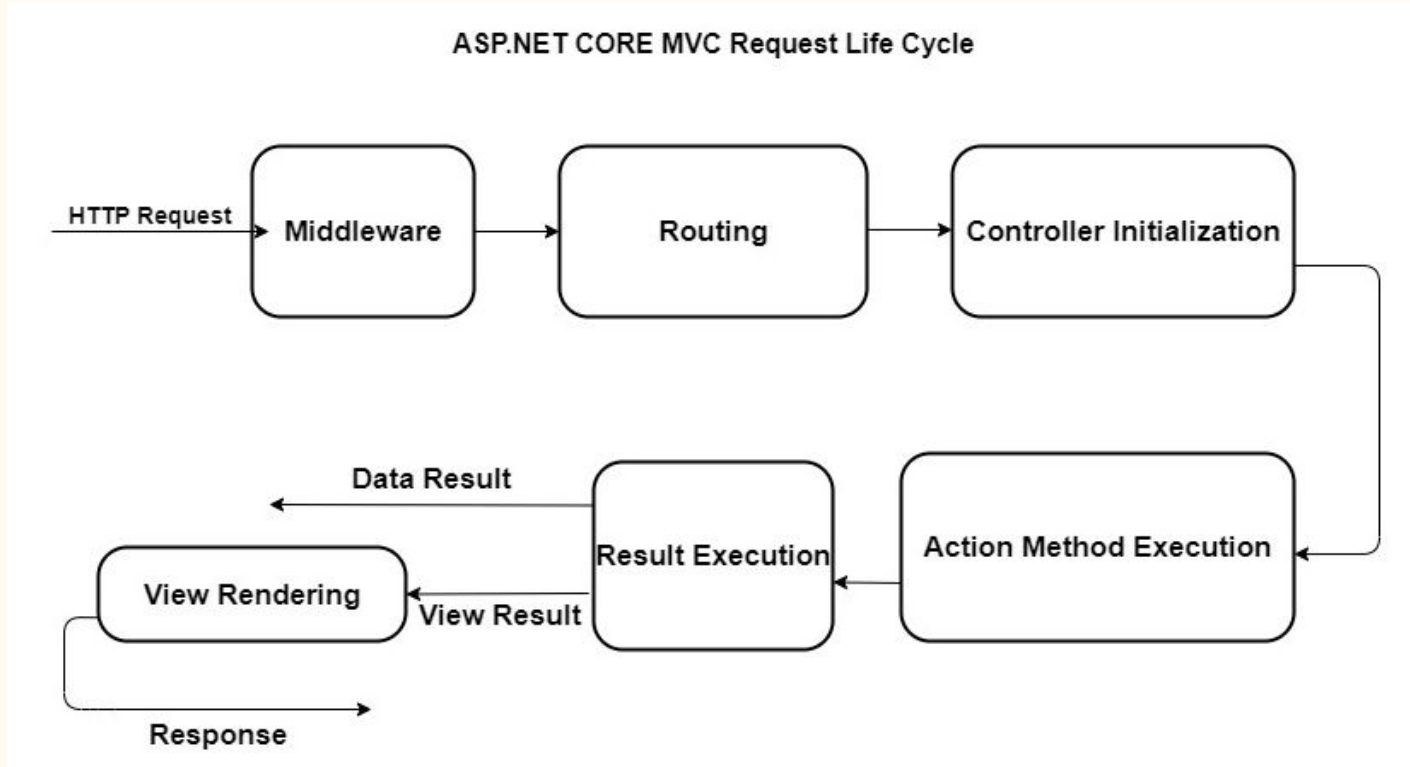 ASP.NET CORE MVC Request Life Cycle
HTTP Request
Middleware
Routing
Controller Initialization
Data Result
Result Execution
Action Method Execution
View Rendering
View Result
Response